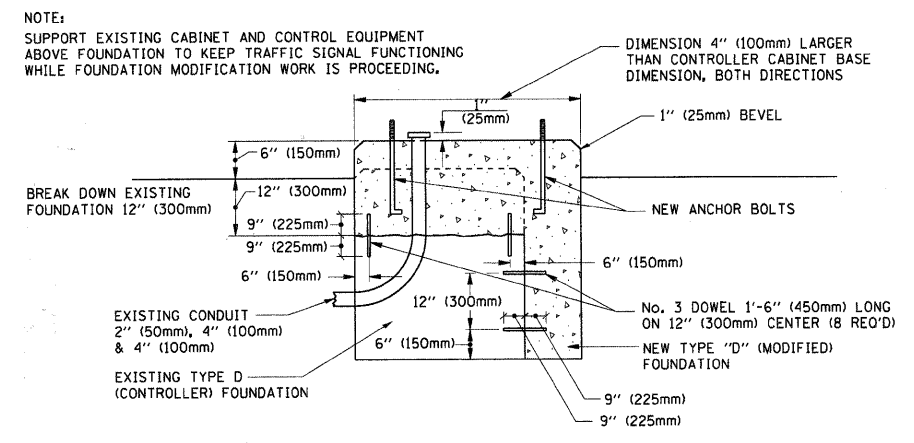 NOTE:
SUPPORT EXISTING CABINET AND CONTROL EQUIPMENT
ABOVE FOUNDATION TO KEEP TRAFFIC SIGNAL FUNCTIONING
WHILE FOUNDATION MODIFICATION WORK IS PROCEEDING.
DIMENSION 4" (100mm) LARGER
THAN CONTROLLER CABINET BASE
DIMENSION, BOTH DIRECTIONS
1"
(25mm)
1" (25mm) BEVEL
6" (150mm)
BREAK DOWN EXISTING
FOUNDATION 12" (300mm)
12" (300mm)
NEW ANCHOR BOLTS
9" (225mm)
9" (225mm)
6" (150mm)
6" (150mm)
EXISTING CONDUIT
2" (50mm), 4" (100mm)
& 4" (100mm)
12" (300mm)
No. 3 DOWEL 1'-6" (450mm) LONG
ON 12" (300mm) CENTER (8 REQ'D)
6" (150mm)
NEW TYPE "D" (MODIFIED)
FOUNDATION
EXISTING TYPE D
(CONTROLLER) FOUNDATION
9" (225mm)
9" (225mm)